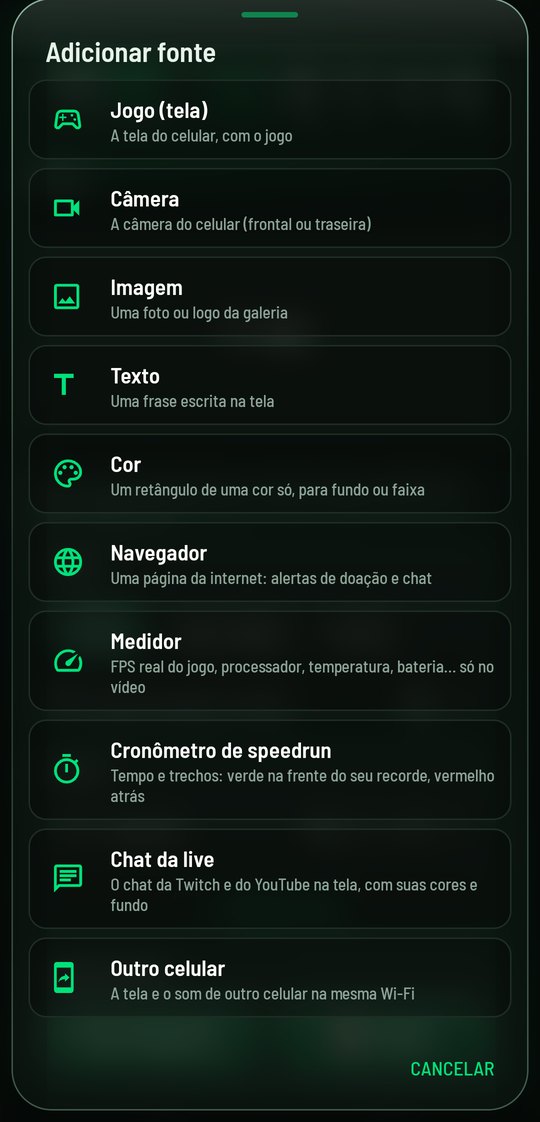 Adicionar fonte
Jogo (tela)
A tela do celular, com o jogo
Câmera
A câmera do celular (frontal ou traseira)
Imagem
Uma foto ou logo da galeria
Texto
Uma frase escrita na tela
Cor
Um retângulo de uma cor só, para fundo ou faixa
Navegador
Uma página da internet: alertas de doação e chat
Medidor
FPS real do jogo, processador, temperatura, bateria... só no
vídeo
Cronômetro de speedrun
Tempo e trechos: verde na frente do seu recorde, vermelho
atrás
Chat da live
O chat da Twitch e do YouTube na tela, com suas cores e
fundo
Outro celular
A tela e o som de outro celular na mesma Wi-Fi
CANCELAR